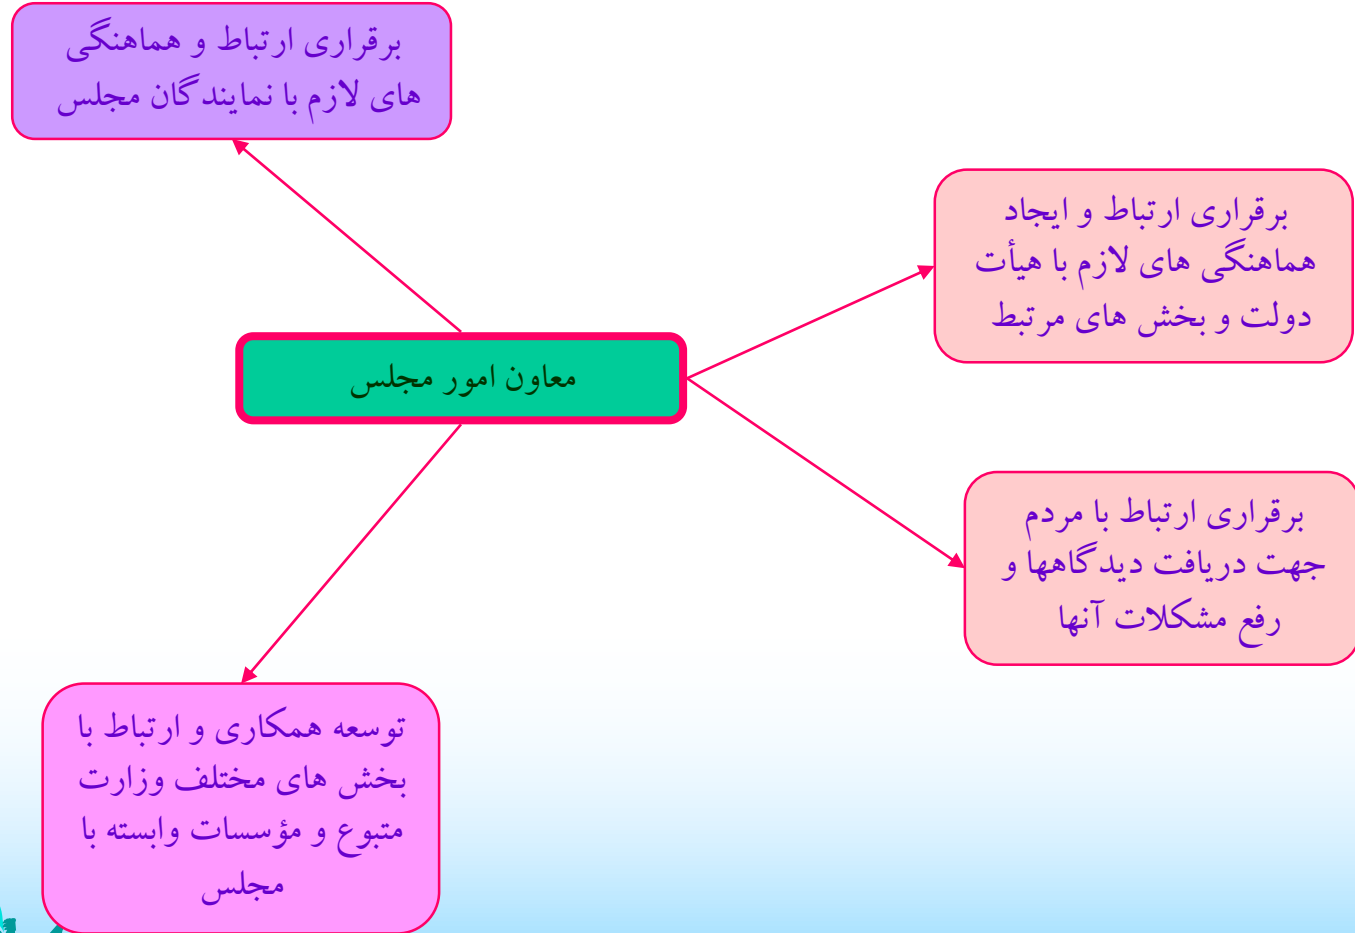 برقراری ارتباط و هماهنگی
های لازم با نمایندگان مجلس
برقراری ارتباط و ایجاد
هماهنگی های لازم با هیأت
دولت و بخش های مرتبط
معاون امور مجلس
برقراری ارتباط با مردم
جهت دریافت دیدگاهها و
رفع مشکلات آنها
توسعه همکاری و ارتباط با
بخش های مختلف وزارت
متبوع و مؤسسات وابسته با
مجلس